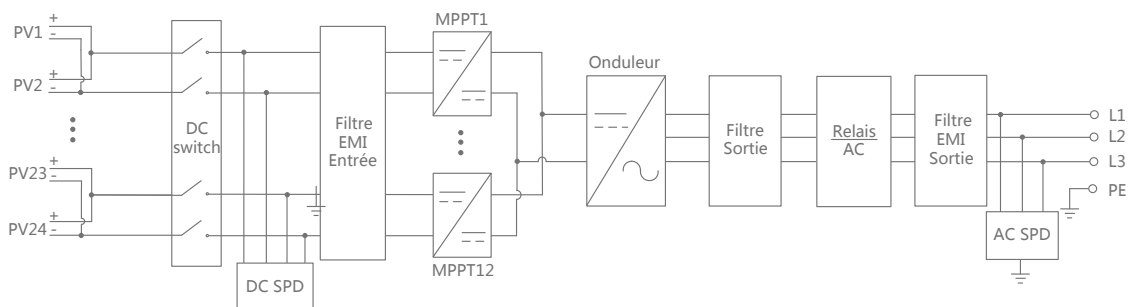 PV1
+
-
PV2
+
-
PV23
+
-
PV24
+
-
DC
switch
DC SPD
Filtre
EMI
Entrée
MPPT1
MPPT12
Onduleur
Filtre
Sortie
Relais
AC
Filtre
EMI
Sortie
AC SPD
L1
L2
L3
PE